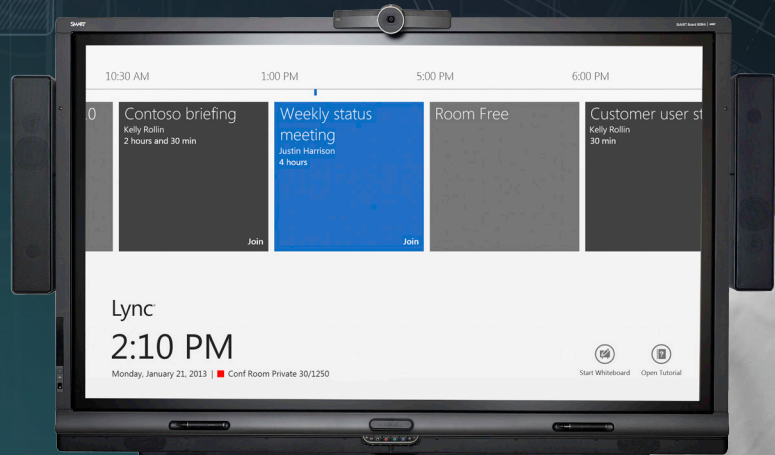 SMART
10:30 AM 1:00 PM 5:00 PM 6:00 PM
.0
Contoso briefing
Kelly Rollin
2 hours and 30 min
Join
Weekly status
meeting
Justin Harrison
4 hours
Join
Room Free
Customer user st
Kelly Rollin
30 min
Lync
2:10 PM
Monday, January 21, 2013 | Conf Room Private 30/1250
Start Whiteboard Open Tutorial